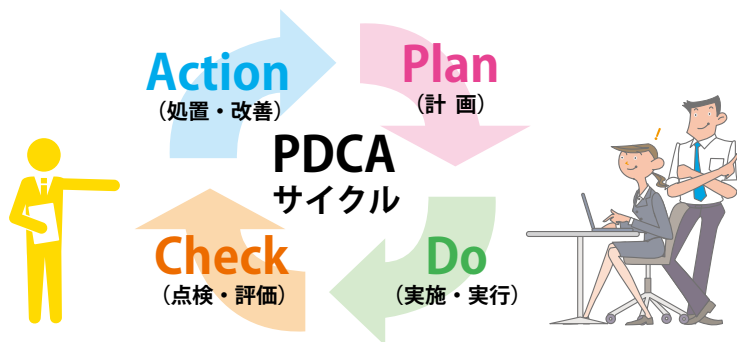 Action
（処置・改善）
Plan
（計 画）
PDCA
サイクル
Check
（点検・評価）
Do
（実施・実行）
!